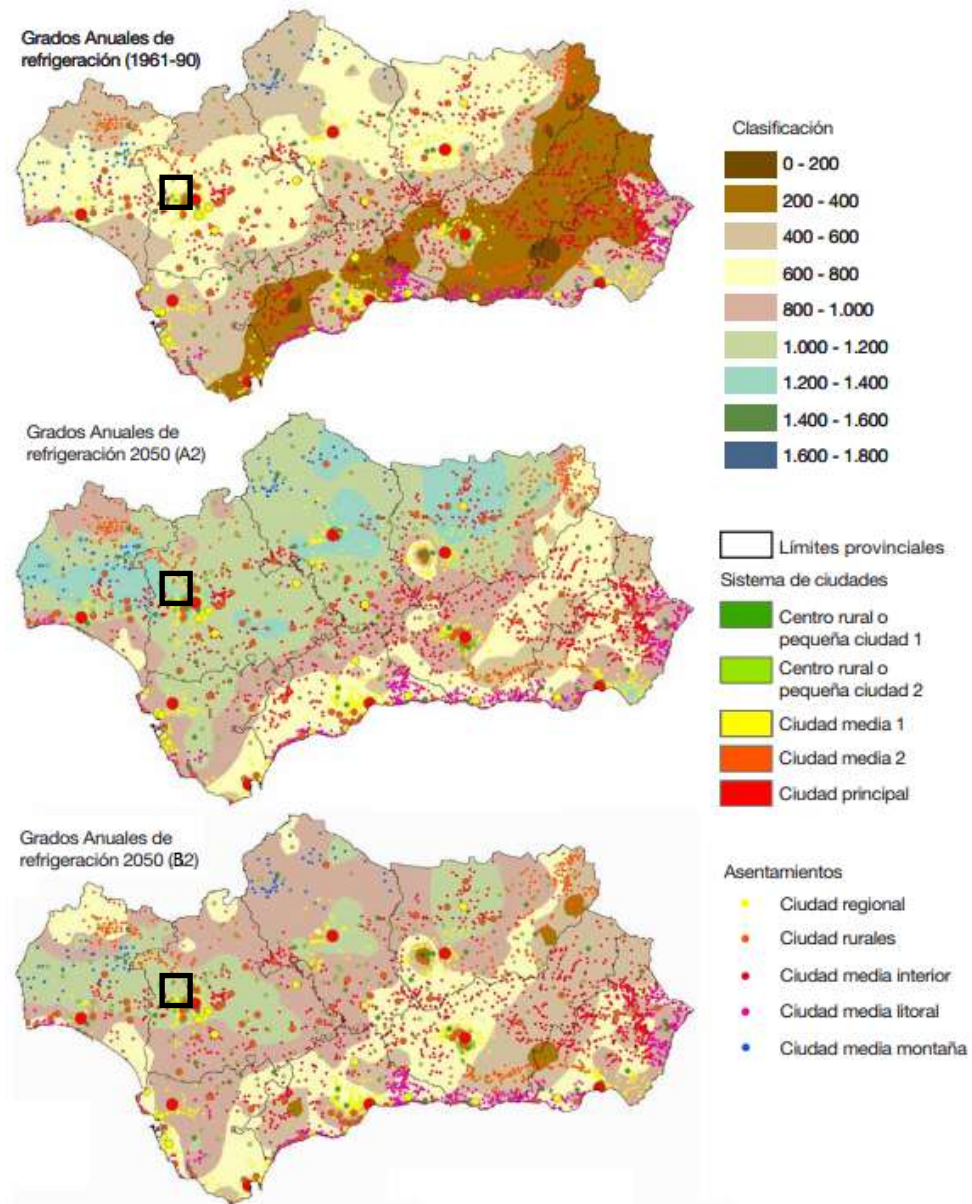 Grados Anuales de
refrigeración (1961-90)
Clasificación
0 - 200
200 - 400
400 - 600
600 - 800
800 - 1.000
1.000 - 1.200
1.200 - 1.400
1.400 - 1.600
1.600 - 1.800
Grados Anuales de
refrigeración 2050 (A2)
Límites provinciales
Sistema de ciudades
Centro rural o
pequeña ciudad 1
Centro rural o
pequeña ciudad 2
Ciudad media 1
Ciudad media 2
Ciudad principal
Grados Anuales de
refrigeración 2050 (B2)
Asentamientos
Ciudad regional
Ciudad rurales
Ciudad media interior
Ciudad media litoral
Ciudad media montaña